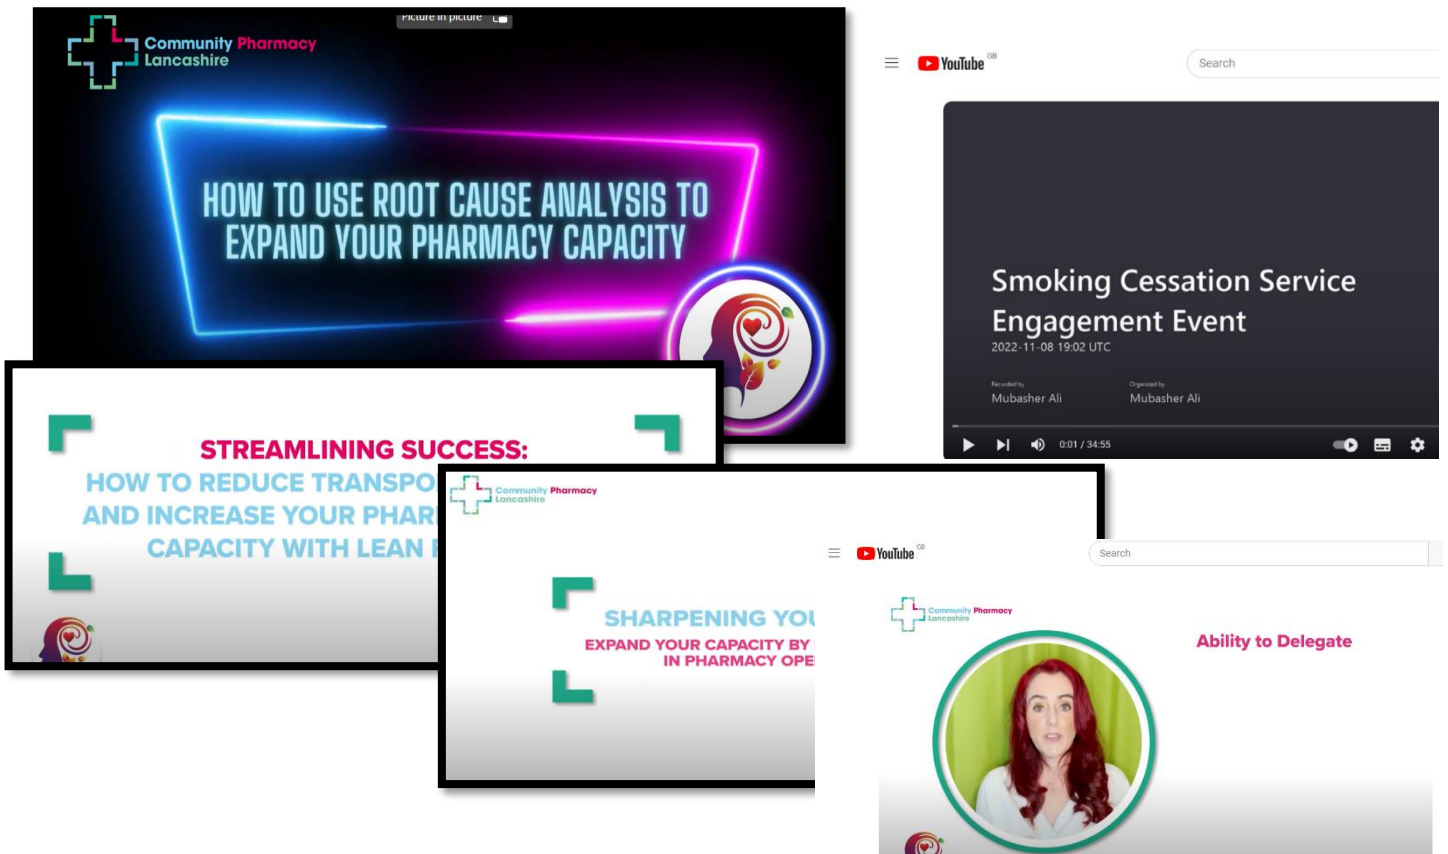 Picture in picture
Community Pharmacy
Lancashire
HOW TO USE ROOT CAUSE ANALYSIS TO
EXPAND YOUR PHARMACY CAPACITY
YouTube GB
Search
Smoking Cessation Service
Engagement Event
2022-11-08 19:02 UTC
Recorded by
Mubasher Ali
Organized by
Mubasher Ali
0:01 / 34:55
STREAMLINING SUCCESS:
HOW TO REDUCE TRANSPO
AND INCREASE YOUR PHAR
CAPACITY WITH LEAN
Community Pharmacy
Lancashire
SHARPENING YOU
EXPAND YOUR CAPACITY BY
IN PHARMACY OPE
YouTube GB
Search
Community Pharmacy
Lancashire
Ability to Delegate